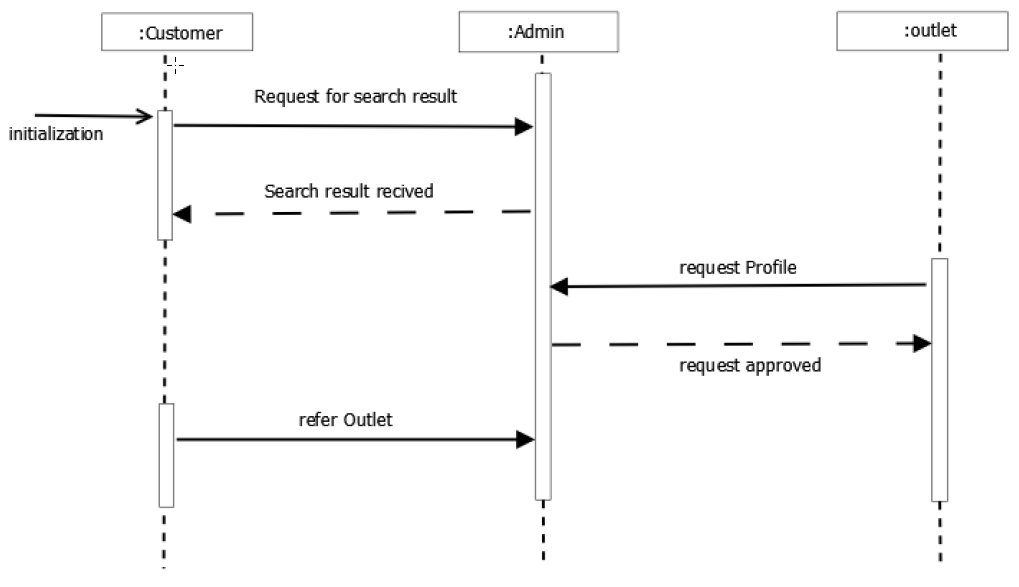 :Customer
:Admin
:outlet
Request for search result
initialization
Search result recived
request Profile
request approved
refer Outlet